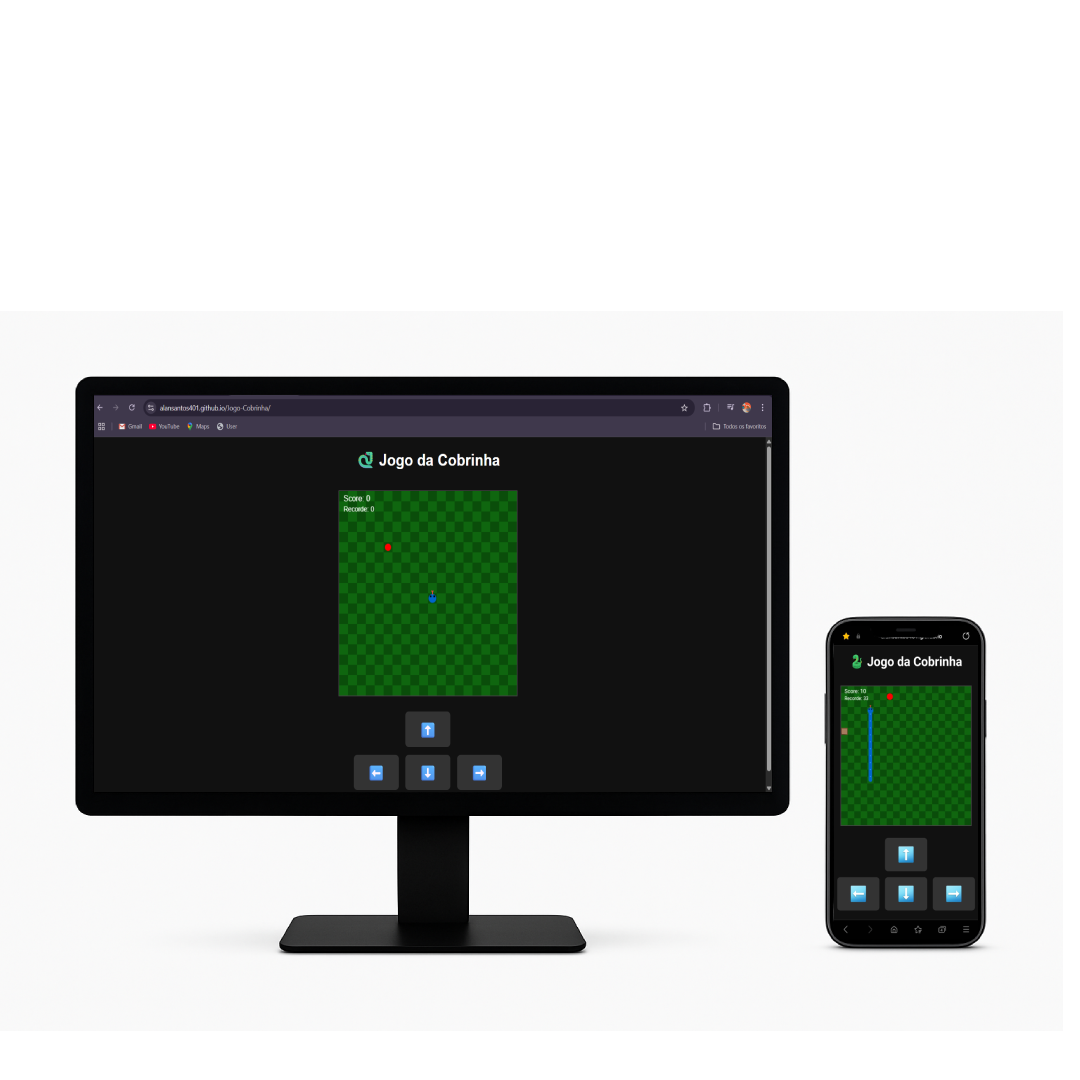 alansantos401.github.io/Jogo-Cobrinha/
Gmail YouTube Maps User Todos os favoritos
Jogo da Cobrinha
Score: 0
Recorde: 0
Jogo da Cobrinha
Score: 10
Recorde: 33